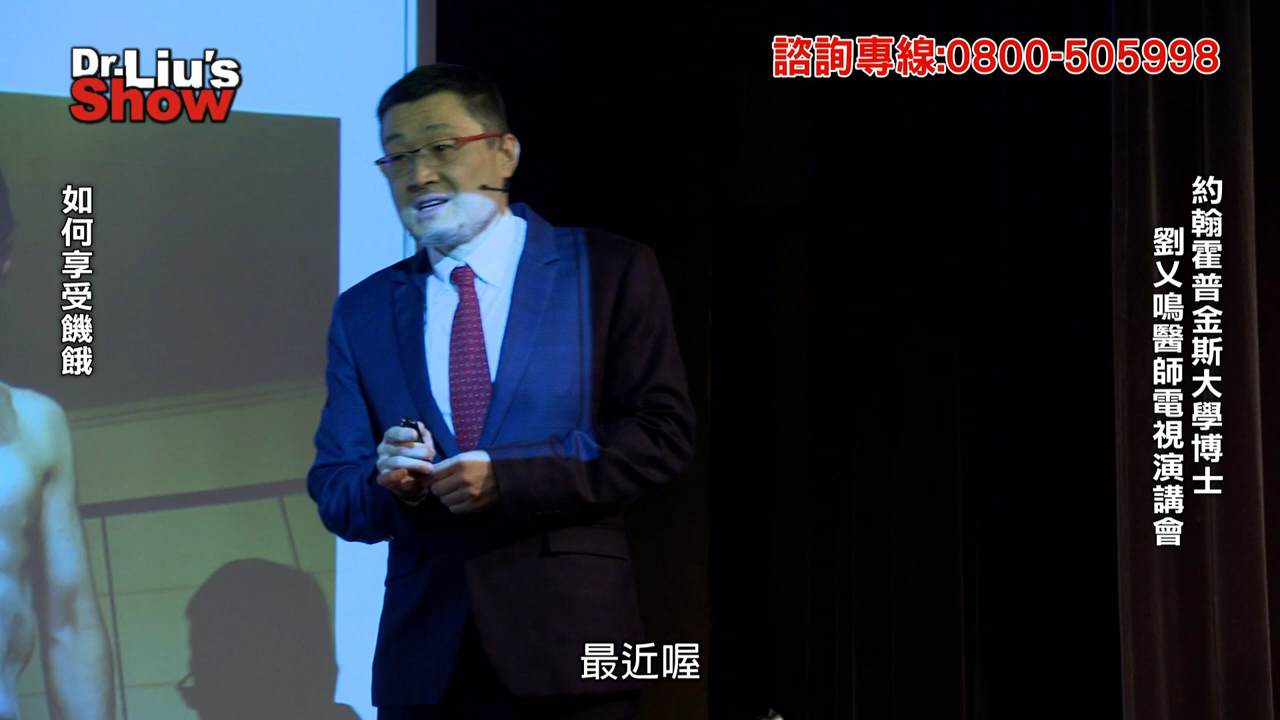 Dr.Liu's
Show
諮詢專線:0800-505998
如何享受饑餓
約翰霍普金斯大學博士
劉乂鳴醫師電視演講會
最近喔